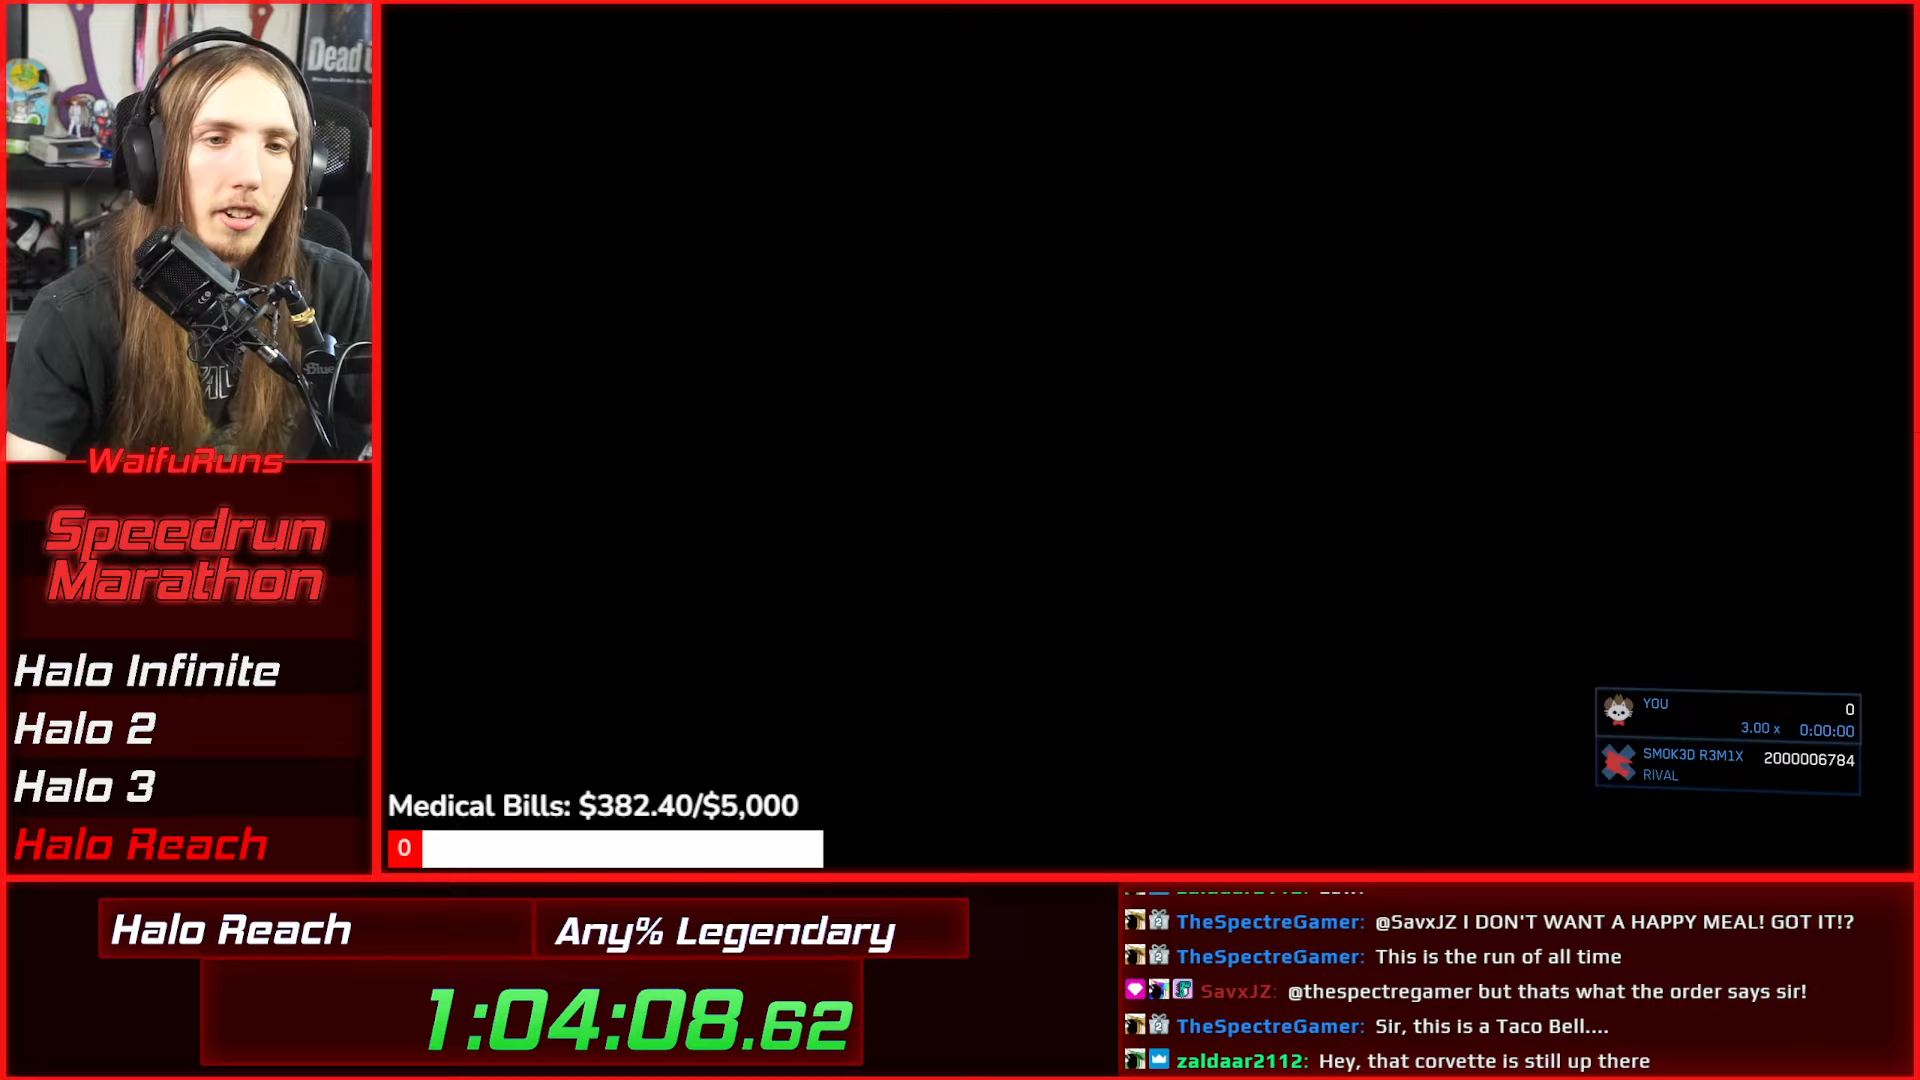 Dead
WaifuRuns
Speedrun
Marathon
Halo Infinite
Halo 2
Halo 3
Halo Reach
Blue
YOU 0
3.00 x 0:00:00
SMOK3D R3M1X 2000006784
RIVAL
Medical Bills: $382.40/$5,000
0
Halo Reach
Any% Legendary
1:04:08.62
TheSpectreGamer: @SavxJZ I DON'T WANT A HAPPY MEAL! GOT IT!?
TheSpectreGamer: This is the run of all time
SavxJZ: @thespectregamer but thats what the order says sir!
TheSpectreGamer: Sir, this is a Taco Bell....
zaldaar2112: Hey, that corvette is still up there